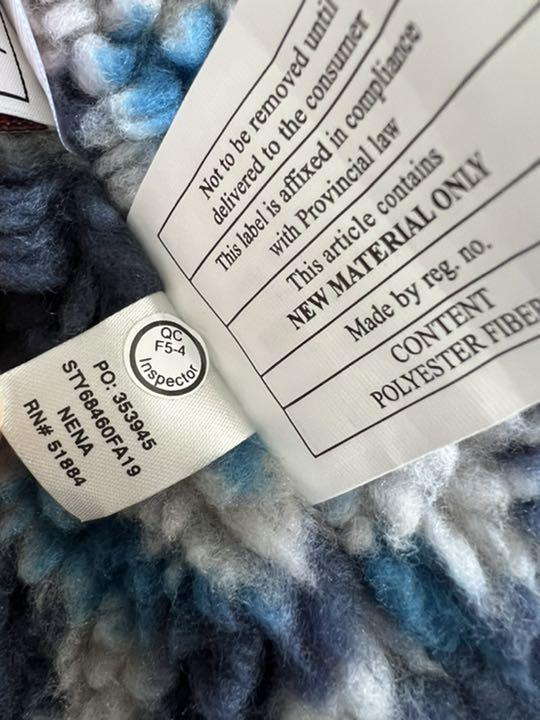 Not to be removed until
delivered to the consumer
This label is affixed in compliance
with Provincial law
This article contains
NEW MATERIAL ONLY
Made by reg. no.
CONTENT
POLYESTER FIBER
QC
F5-4
Inspector
PO: 353945
STY68460FA19
NENA
RN# 51884